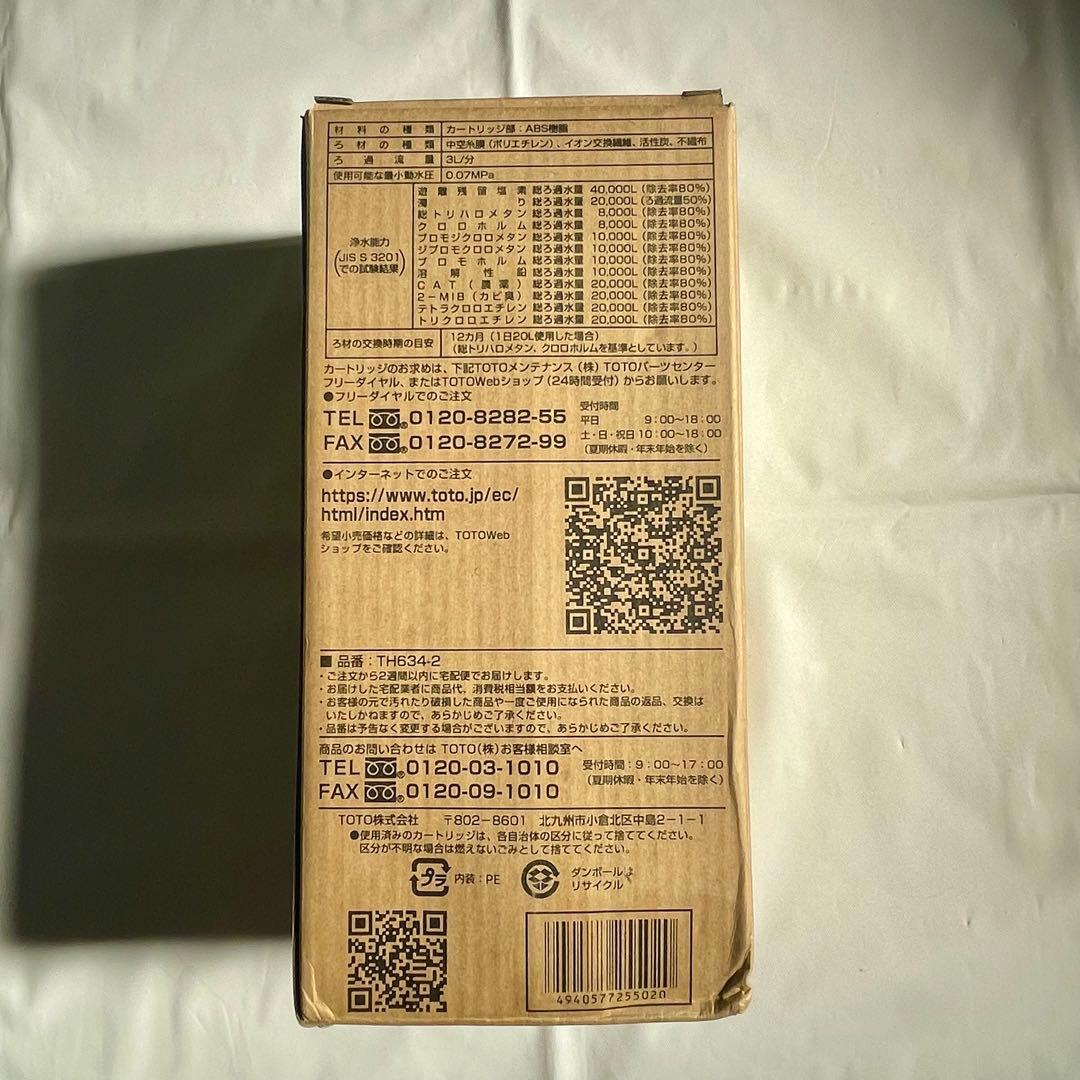 材料の種類 カートリッジ部:ABS樹脂
ろ材の種類 中空糸膜(ポリエチレン)、イオン交換繊維、活性炭、不織布
ろ過流量 3L/分
使用可能な最小動水圧 0.07MPa
浄水能力
(JIS S 3201
での試験結果)
遊離残留塩素 総ろ過水量 40,000L(除去率80%)
濁り 総ろ過水量 20,000L(ろ過流量50%)
総トリハロメタン 総ろ過水量 8,000L(除去率80%)
クロロホルム 総ろ過水量 8,000L(除去率80%)
ブロモジクロロメタン 総ろ過水量 10,000L(除去率80%)
ジブロモクロロメタン 総ろ過水量 10,000L(除去率80%)
ブロモホルム 総ろ過水量 10,000L(除去率80%)
溶解性鉛 総ろ過水量 10,000L(除去率80%)
CAT(農薬) 総ろ過水量 20,000L(除去率80%)
2-MIB(カビ臭) 総ろ過水量 20,000L(除去率80%)
テトラクロロエチレン 総ろ過水量 20,000L(除去率80%)
トリクロロエチレン 総ろ過水量 20,000L(除去率80%)
ろ材の交換時期の目安 12カ月(1日20L使用した場合)
(総トリハロメタン、クロロホルムを基準としています。)
カートリッジのお求めは、下記TOTOメンテナンス(株)TOTOパーツセンター
フリーダイヤル、またはTOTOWebショップ(24時間受付)からお願いします。
●フリーダイヤルでのご注文
TEL 0120-8282-55
FAX 0120-8272-99
受付時間
平日 9:00~18:00
土・日・祝日 10:00~18:00
(夏期休暇・年末年始を除く)
●インターネットでのご注文
https://www.toto.jp/ec/
html/index.htm
希望小売価格などの詳細は、TOTOWeb
ショップをご確認ください。
■ 品番:TH634-2
・ご注文から2週間以内に宅配便でお届けします。
・お届けした宅配業者に商品代、消費税相当額をお支払いください。
・お客様の元で汚れたり破損した商品や一度ご使用になられた商品の返品、交換は
いたしかねますので、あらかじめご了承ください。
・品番は予告なく変更する場合がございますので、あらかじめご了承ください。
商品のお問い合わせは TOTO(株)お客様相談室へ
TEL 0120-03-1010
FAX 0120-09-1010
受付時間:9:00~17:00
(夏期休暇・年末年始を除く)
TOTO株式会社 〒802-8601 北九州市小倉北区中島2-1-1
●使用済みのカートリッジは、各自治体の区分に従って捨ててください。
区分が不明な場合は燃えないごみとして捨ててください。
プラ 内装:PE
ダンボールは
リサイクル
4940577255020